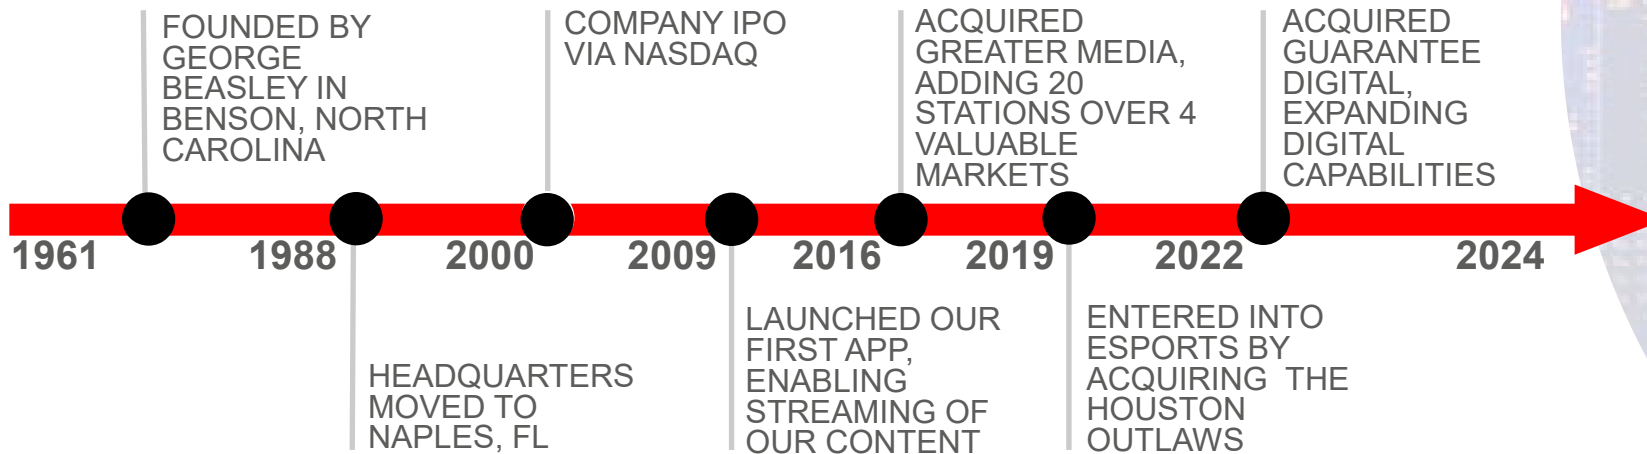 FOUNDED BY
GEORGE
BEASLEY IN
BENSON, NORTH
CAROLINA
COMPANY IPO
VIA NASDAQ
ACQUIRED
GREATER MEDIA,
ADDING 20
STATIONS OVER 4
VALUABLE
MARKETS
ACQUIRED
GUARANTEE
DIGITAL,
EXPANDING
DIGITAL
CAPABILITIES
1961
1988
2000
2009
2016
2019
2022
2024
HEADQUARTERS
MOVED TO
NAPLES, FL
LAUNCHED OUR
FIRST APP,
ENABLING
STREAMING OF
OUR CONTENT
ENTERED INTO
ESPORTS BY
ACQUIRING  THE
HOUSTON
OUTLAWS